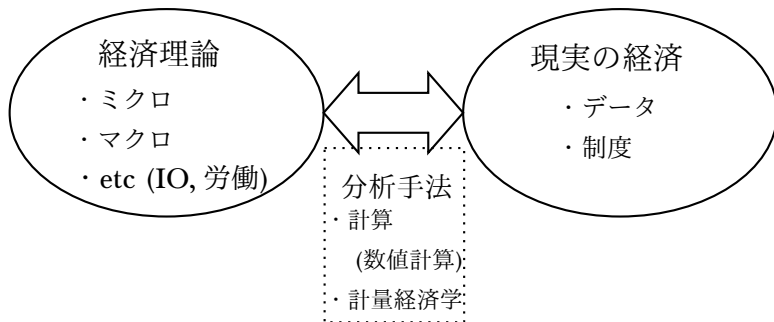 経済理論
・ミクロ
・マクロ
・etc (IO, 労働)
現実の経済
・データ
・制度
分析手法
・計算
(数値計算)
・計量経済学